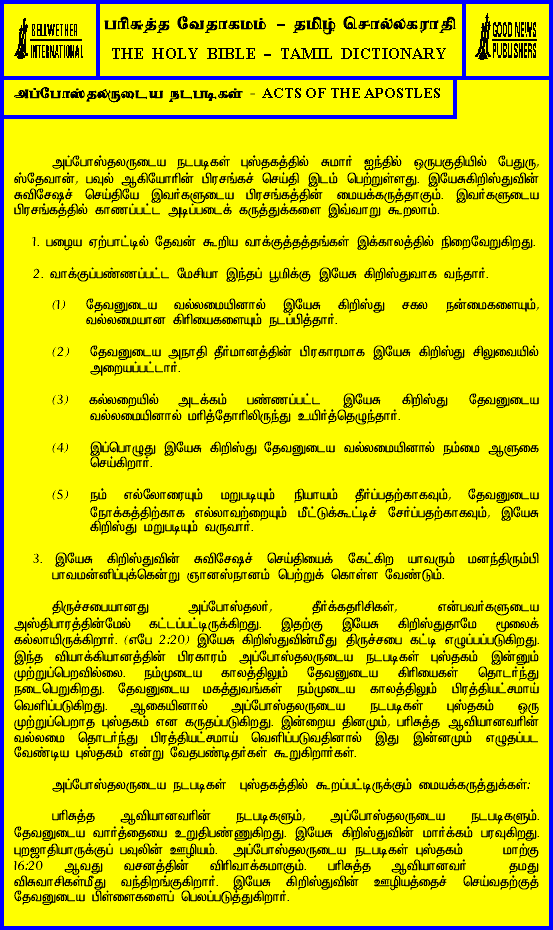 BELLWETHER
INTERNATIONAL
பரிசுத்த வேதாகமம் – தமிழ் சொல்லகராதி
THE HOLY BIBLE – TAMIL DICTIONARY
GOOD NEWS
PUBLISHERS
அப்போஸ்தலருடைய நடபடிகள் - ACTS OF THE APOSTLES
அப்போஸ்தலருடைய நடபடிகள் புஸ்தகத்தில் சுமார் ஐந்தில் ஒருபகுதியில் பேதுரு,
ஸ்தேவான், பவுல் ஆகியோரின் பிரசங்கச் செய்தி இடம் பெற்றுள்ளது. இயேசுகிறிஸ்துவின்
சுவிசேஷச் செய்தியே இவர்களுடைய பிரசங்கத்தின் மையக்கருத்தாகும். இவர்களுடைய
பிரசங்கத்தில் காணப்பட்ட அடிப்படைக் கருத்துக்களை இவ்வாறு கூறலாம்.
1. பழைய ஏற்பாட்டில் தேவன் கூறிய வாக்குத்தத்தங்கள் இக்காலத்தில் நிறைவேறுகிறது.
2. வாக்குப்பண்ணப்பட்ட மேசியா இந்தப் பூமிக்கு இயேசு கிறிஸ்துவாக வந்தார்.
(1) தேவனுடைய வல்லமையினால் இயேசு கிறிஸ்து சகல நன்மைகளையும்,
வல்லமையான கிரியைகளையும் நடப்பித்தார்.
(2) தேவனுடைய அநாதி தீர்மானத்தின் பிரகாரமாக இயேசு கிறிஸ்து சிலுவையில்
அறையப்பட்டார்.
(3) கல்லறையில் அடக்கம் பண்ணப்பட்ட இயேசு கிறிஸ்து தேவனுடைய
வல்லமையினால் மரித்தோரிலிருந்து உயிர்த்தெழுந்தார்.
(4) இப்பொழுது இயேசு கிறிஸ்து தேவனுடைய வல்லமையினால் நம்மை ஆளுகை
செய்கிறார்.
(5) நம் எல்லோரையும் மறுபடியும் நியாயம் தீர்ப்பதற்காகவும், தேவனுடைய
நோக்கத்திற்காக எல்லாவற்றையும் மீட்டுக்கூட்டிச் சேர்ப்பதற்காகவும், இயேசு
கிறிஸ்து மறுபடியும் வருவார்.
3. இயேசு கிறிஸ்துவின் சுவிசேஷச் செய்தியைக் கேட்கிற யாவரும் மனந்திரும்பி
பாவமன்னிப்புக்கென்று ஞானஸ்நானம் பெற்றுக் கொள்ள வேண்டும்.
திருச்சபையானது அப்போஸ்தலர், தீர்க்கதரிசிகள், என்பவர்களுடைய
அஸ்திபாரத்தின்மேல் கட்டப்பட்டிருக்கிறது. இதற்கு இயேசு கிறிஸ்துதாமே மூலைக்
கல்லாயிருக்கிறார். (எபே 2:20) இயேசு கிறிஸ்துவின்மீது திருச்சபை கட்டி எழுப்பப்படுகிறது.
இந்த வியாக்கியானத்தின் பிரகாரம் அப்போஸ்தலருடைய நடபடிகள் புஸ்தகம் இன்னும்
முற்றுப்பெறவில்லை. நம்முடைய காலத்திலும் தேவனுடைய கிரியைகள் தொடர்ந்து
நடைபெறுகிறது. தேவனுடைய மகத்துவங்கள் நம்முடைய காலத்திலும் பிரத்தியட்சமாய்
வெளிப்படுகிறது. ஆகையினால் அப்போஸ்தலருடைய நடபடிகள் புஸ்தகம் ஒரு
முற்றுப்பெறாத புஸ்தகம் என கருதப்படுகிறது. இன்றைய தினமும், பரிசுத்த ஆவியானவரின்
வல்லமை தொடர்ந்து பிரத்தியட்சமாய் வெளிப்படுவதினால் இது இன்னமும் எழுதப்பட
வேண்டிய புஸ்தகம் என்று வேதபண்டிதர்கள் கூறுகிறார்கள்.
அப்போஸ்தலருடைய நடபடிகள் புஸ்தகத்தில் கூறப்பட்டிருக்கும் மையக்கருத்துக்கள்:
பரிசுத்த ஆவியானவரின் நடபடிகளும், அப்போஸ்தலருடைய நடபடிகளும்.
தேவனுடைய வார்த்தையை உறுதிபண்ணுகிறது. இயேசு கிறிஸ்துவின் மார்க்கம் பரவுகிறது.
புறஜாதியாருக்குப் பவுலின் ஊழியம். அப்போஸ்தலருடைய நடபடிகள் புஸ்தகம் மாற்கு
16:20 ஆவது வசனத்தின் விரிவாக்கமாகும். பரிசுத்த ஆவியானவர் தமது
விசுவாசிகள்மீது வந்திறங்குகிறார். இயேசு கிறிஸ்துவின் ஊழியத்தைச் செய்வதற்குத்
தேவனுடைய பிள்ளைகளைப் பெலப்படுத்துகிறார்.